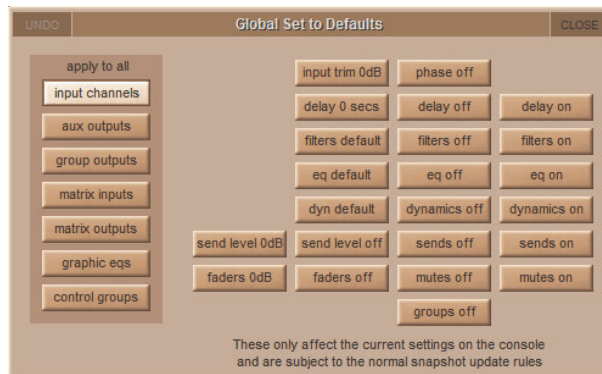 UNDO Global Set to Defaults CLOSE
apply to all
input channels
aux outputs
group outputs
matrix inputs
matrix outputs
graphic eqs
control groups
input trim 0dB phase off
delay 0 secs delay off delay on
filters default filters off filters on
eq default eq off eq on
dyn default dynamics off dynamics on
send level 0dB send level off sends off sends on
faders 0dB faders off mutes off mutes on
groups off
These only affect the current settings on the console
and are subject to the normal snapshot update rules